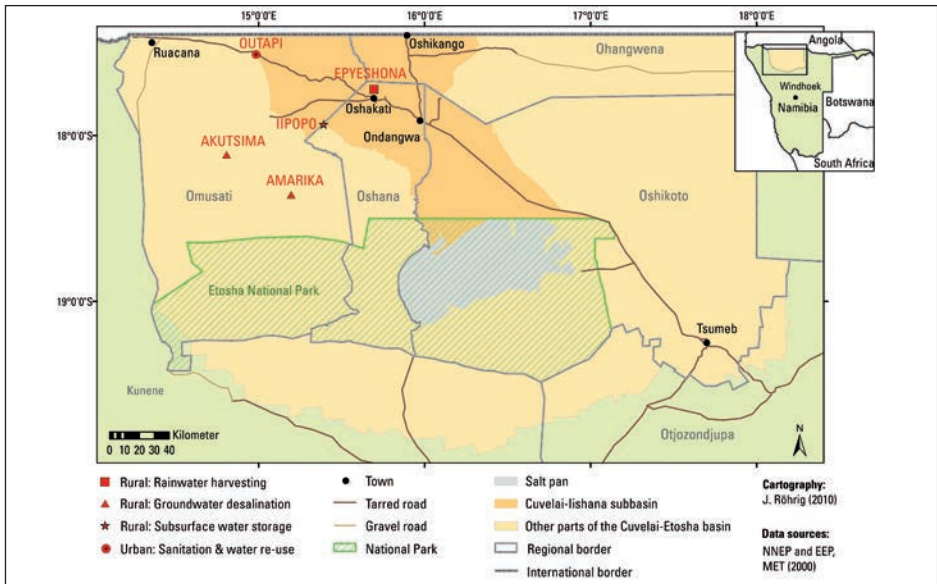 15°0'0"E
16°0'0"E
17°0'0"E
18°0'0"E
OUTAPI
Ruacana
Oshikango
Ohangwena
Angola
EPYESHONA
Oshakati
Windhoek
Namibia
Botswana
IIPOPO
Ondangwa
18°0'0"S
AKUTSIMA
South Africa
AMARIKA
Omusati
Oshana
Oshikoto
Etosha National Park
19°0'0"S
Tsumeb
Kunene
Otjozondjupa
Kilometer
0 10 20 30 40
N
Rural: Rainwater harvesting
Rural: Groundwater desalination
Rural: Subsurface water storage
Urban: Sanitation & water re-use
Town
Tarred road
Gravel road
National Park
Salt pan
Cuvelai-Iishana subbasin
Other parts of the Cuvelai-Etosha basin
Regional border
International border
Cartography:
J. Röhrig (2010)
Data sources:
NNEP and EEP,
MET (2000)